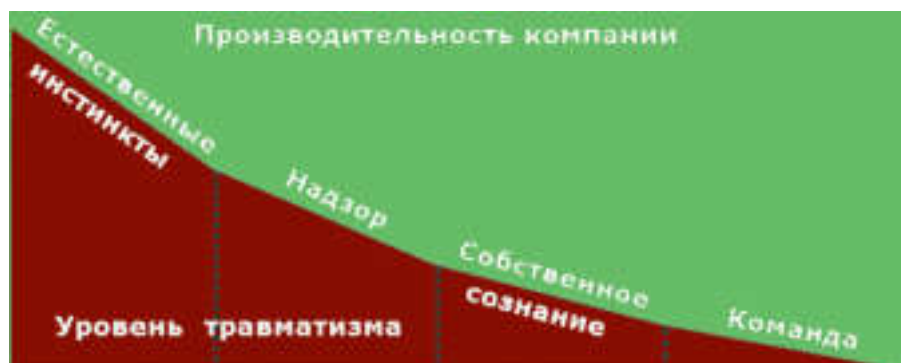 Производительность компании
Естественные
инстинкты
Надзор
Собственное
сознание
Команда
Уровень травматизма